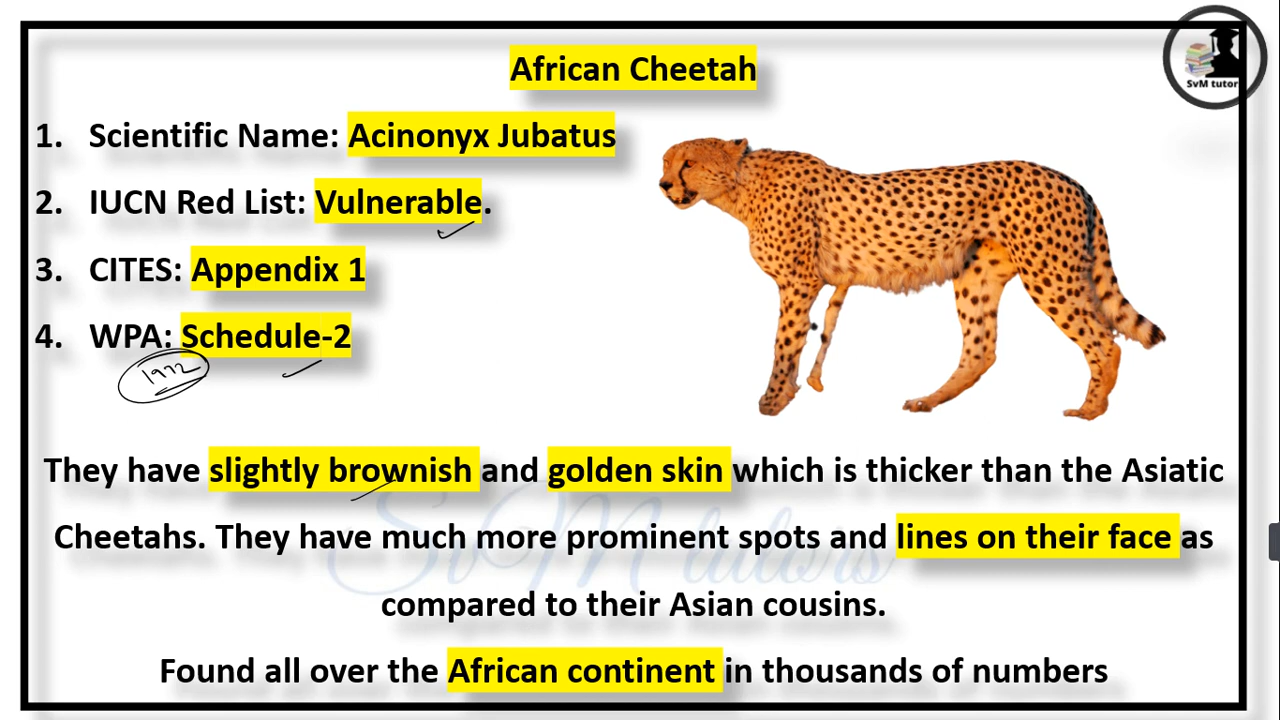 African Cheetah
SvM tutor
1. Scientific Name: Acinonyx Jubatus
2. IUCN Red List: Vulnerable.
3. CITES: Appendix 1
4. WPA: Schedule-2
1972
They have slightly brownish and golden skin which is thicker than the Asiatic
Cheetahs. They have much more prominent spots and lines on their face as
compared to their Asian cousins.
Found all over the African continent in thousands of numbers
SvM tutors